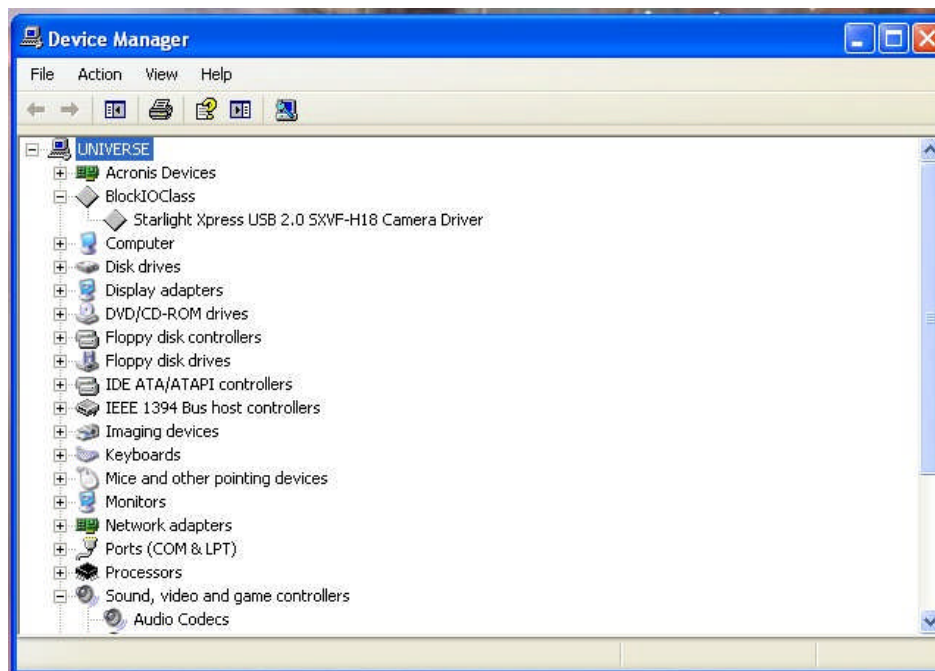 Device Manager
File Action View Help
UNIVERSE
Acronis Devices
BlockIOClass
Starlight Xpress USB 2.0 SXVF-H18 Camera Driver
Computer
Disk drives
Display adapters
DVD/CD-ROM drives
Floppy disk controllers
Floppy disk drives
IDE ATA/ATAPI controllers
IEEE 1394 Bus host controllers
Imaging devices
Keyboards
Mice and other pointing devices
Monitors
Network adapters
Ports (COM & LPT)
Processors
Sound, video and game controllers
Audio Codecs